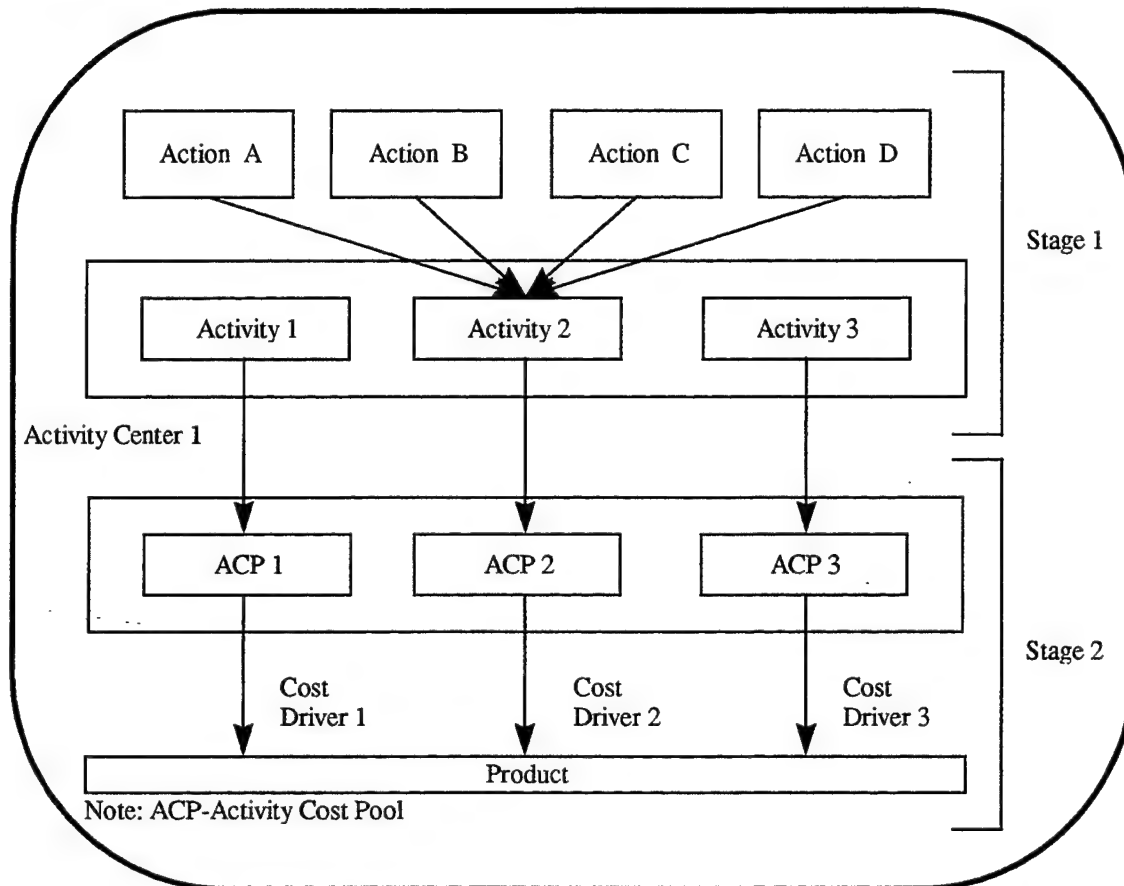 Action A
Action B
Action C
Action D
Stage 1
Activity 1
Activity 2
Activity 3
Activity Center 1
ACP 1
ACP 2
ACP 3
Stage 2
Cost
Driver 1
Cost
Driver 2
Cost
Driver 3
Product
Note: ACP-Activity Cost Pool